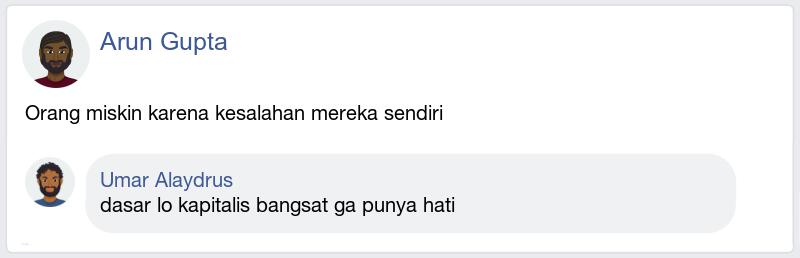 Arun Gupta
Orang miskin karena kesalahan mereka sendiri
Umar Alaydrus
dasar lo kapitalis bangsat ga punya hati